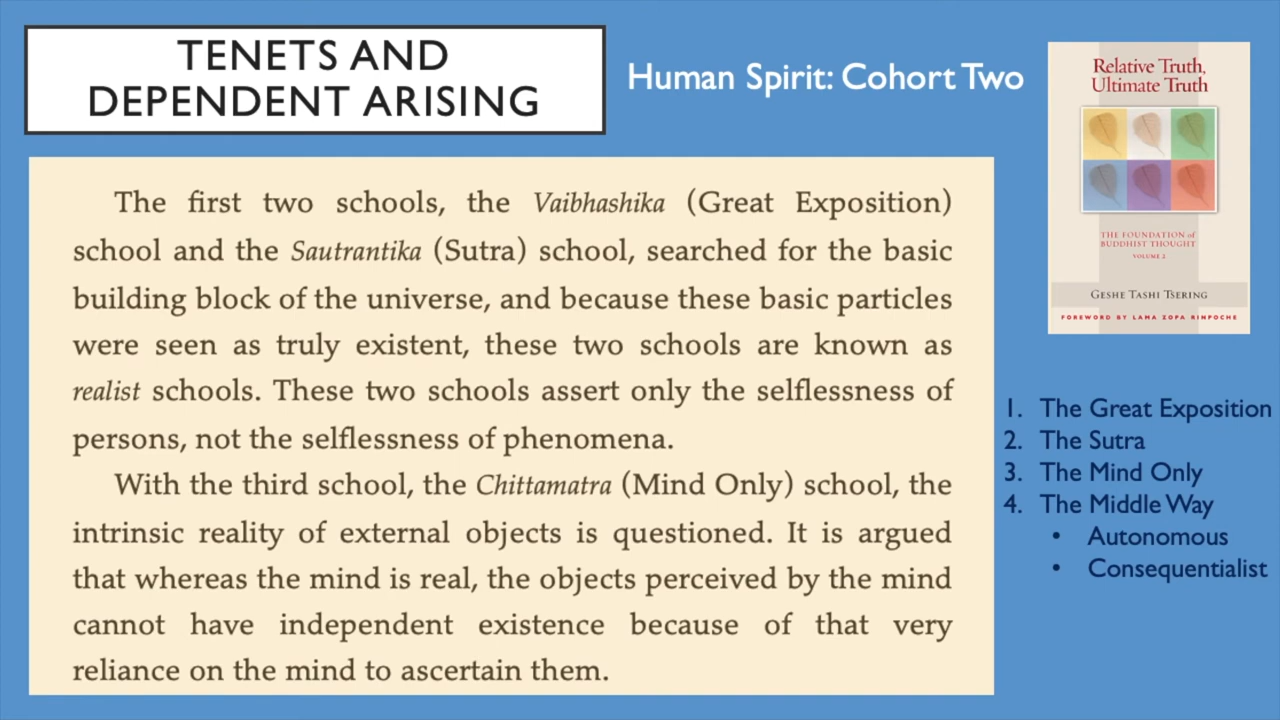 TENETS AND
DEPENDENT ARISING
Human Spirit: Cohort Two
Relative Truth,
Ultimate Truth
THE FOUNDATION of
BUDDHIST THOUGHT
VOLUME 2
GESHE TASHI TSERING
FOREWORD BY LAMA ZOPA RINPOCHE
The first two schools, the Vaibhashika (Great Exposition)
school and the Sautrantika (Sutra) school, searched for the basic
building block of the universe, and because these basic particles
were seen as truly existent, these two schools are known as
realist schools. These two schools assert only the selflessness of
persons, not the selflessness of phenomena.
With the third school, the Chittamatra (Mind Only) school, the
intrinsic reality of external objects is questioned. It is argued
that whereas the mind is real, the objects perceived by the mind
cannot have independent existence because of that very
reliance on the mind to ascertain them.
1. The Great Exposition
2. The Sutra
3. The Mind Only
4. The Middle Way
• Autonomous
• Consequentialist